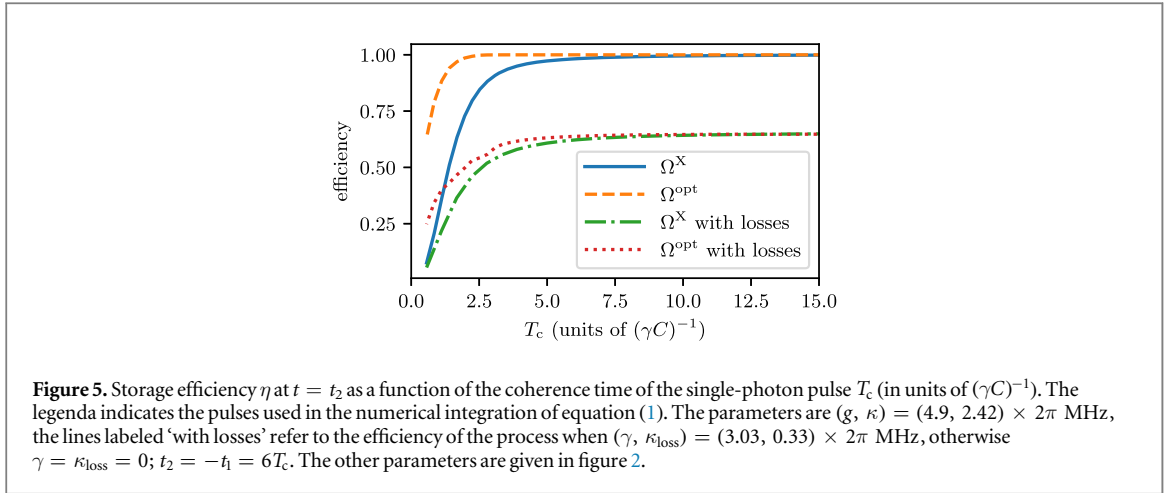 1.00
0.75
0.50
0.25
efficiency
Ω^X
Ω^opt
Ω^X with losses
Ω^opt with losses
0.0 2.5 5.0 7.5 10.0 12.5 15.0
T_c (units of (γC)^−1)
Figure 5. Storage efficiency η at t = t_2 as a function of the coherence time of the single-photon pulse T_c (in units of (γC)^−1). The
legenda indicates the pulses used in the numerical integration of equation (1). The parameters are (g, κ) = (4.9, 2.42) × 2π MHz,
the lines labeled ‘with losses’ refer to the efficiency of the process when (γ, κ_loss) = (3.03, 0.33) × 2π MHz, otherwise
γ = κ_loss = 0; t_2 = −t_1 = 6T_c. The other parameters are given in figure 2.